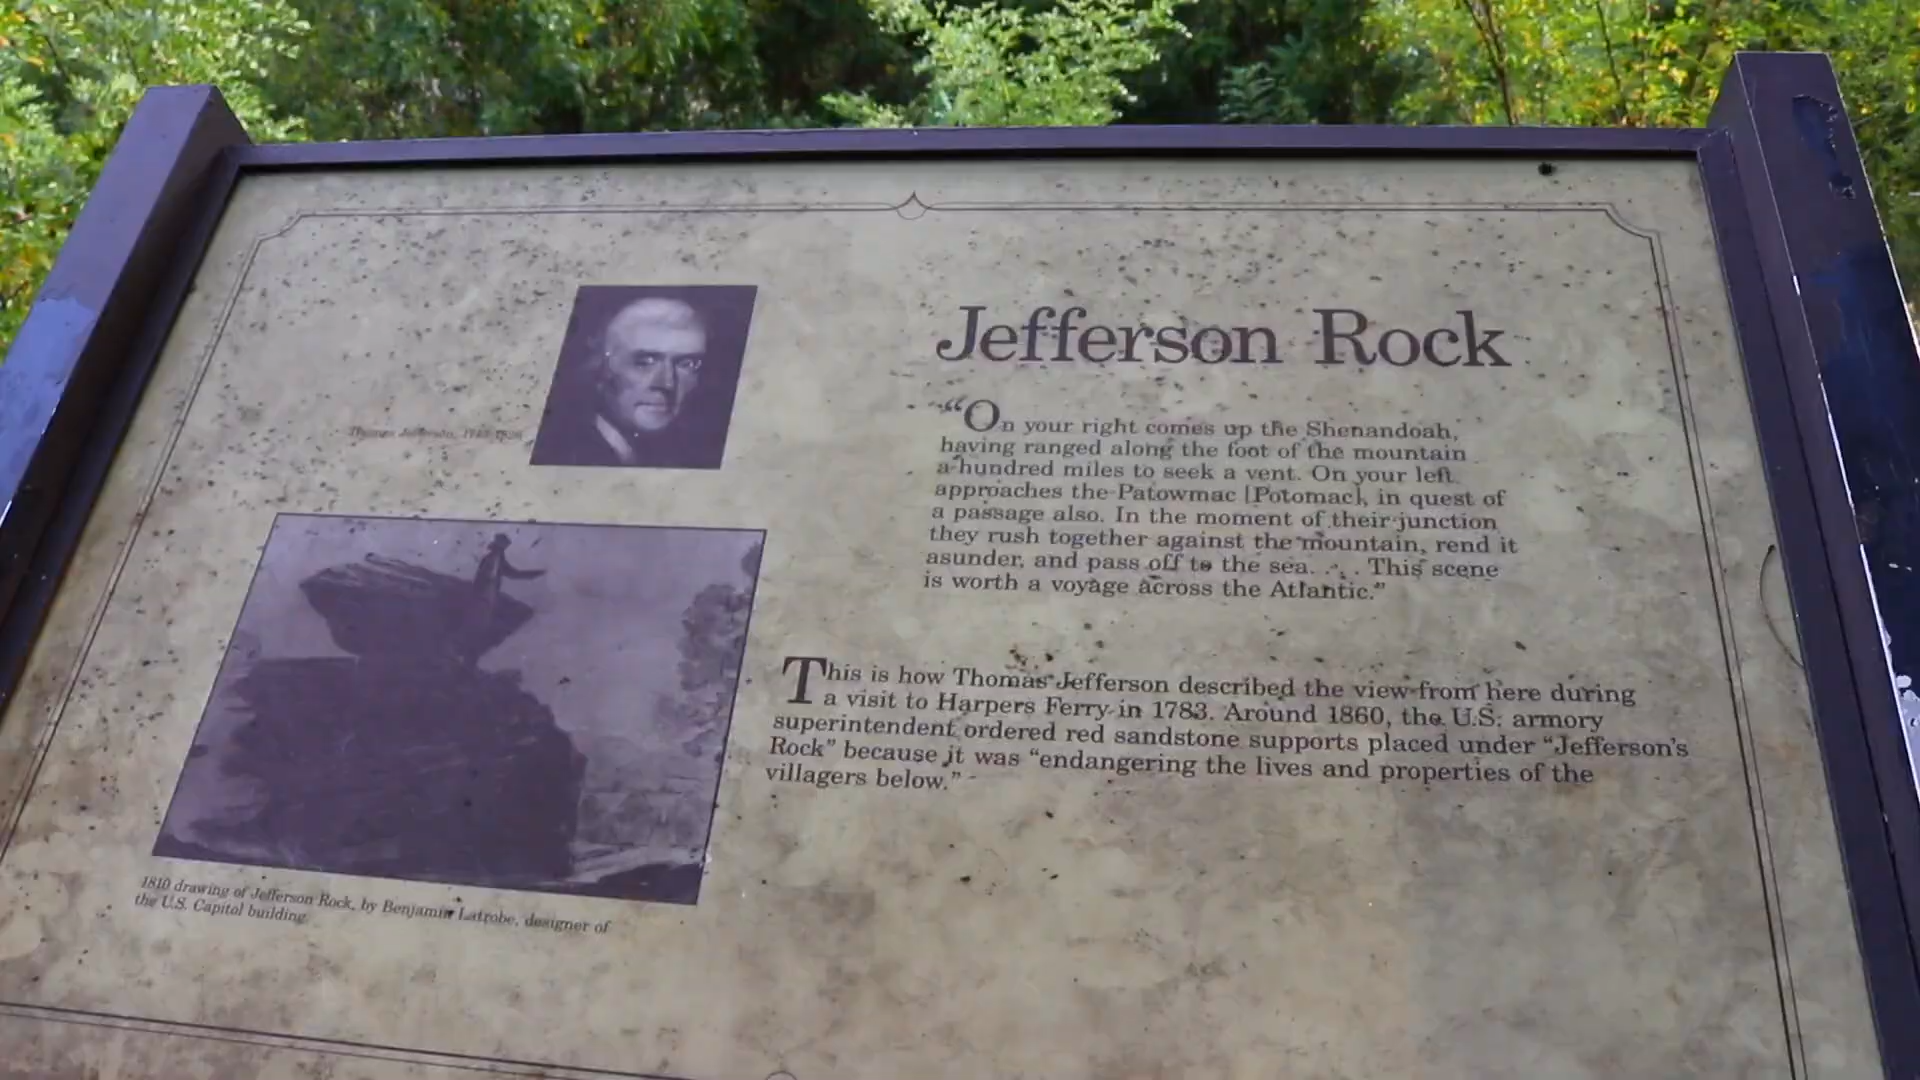 Jefferson Rock
"On your right comes up the Shenandoah,
having ranged along the foot of the mountain
a hundred miles to seek a vent. On your left
approaches the Patowmac [Potomac], in quest of
a passage also. In the moment of their junction
they rush together against the mountain, rend it
asunder, and pass off to the sea. . . . This scene
is worth a voyage across the Atlantic."
This is how Thomas Jefferson described the view from here during
a visit to Harpers Ferry in 1783. Around 1860, the U.S. armory
superintendent ordered red sandstone supports placed under "Jefferson's
Rock" because it was "endangering the lives and properties of the
villagers below."
Thomas Jefferson,
1810 drawing of Jefferson Rock, by Benjamin Latrobe, designer of
the U.S. Capitol building.